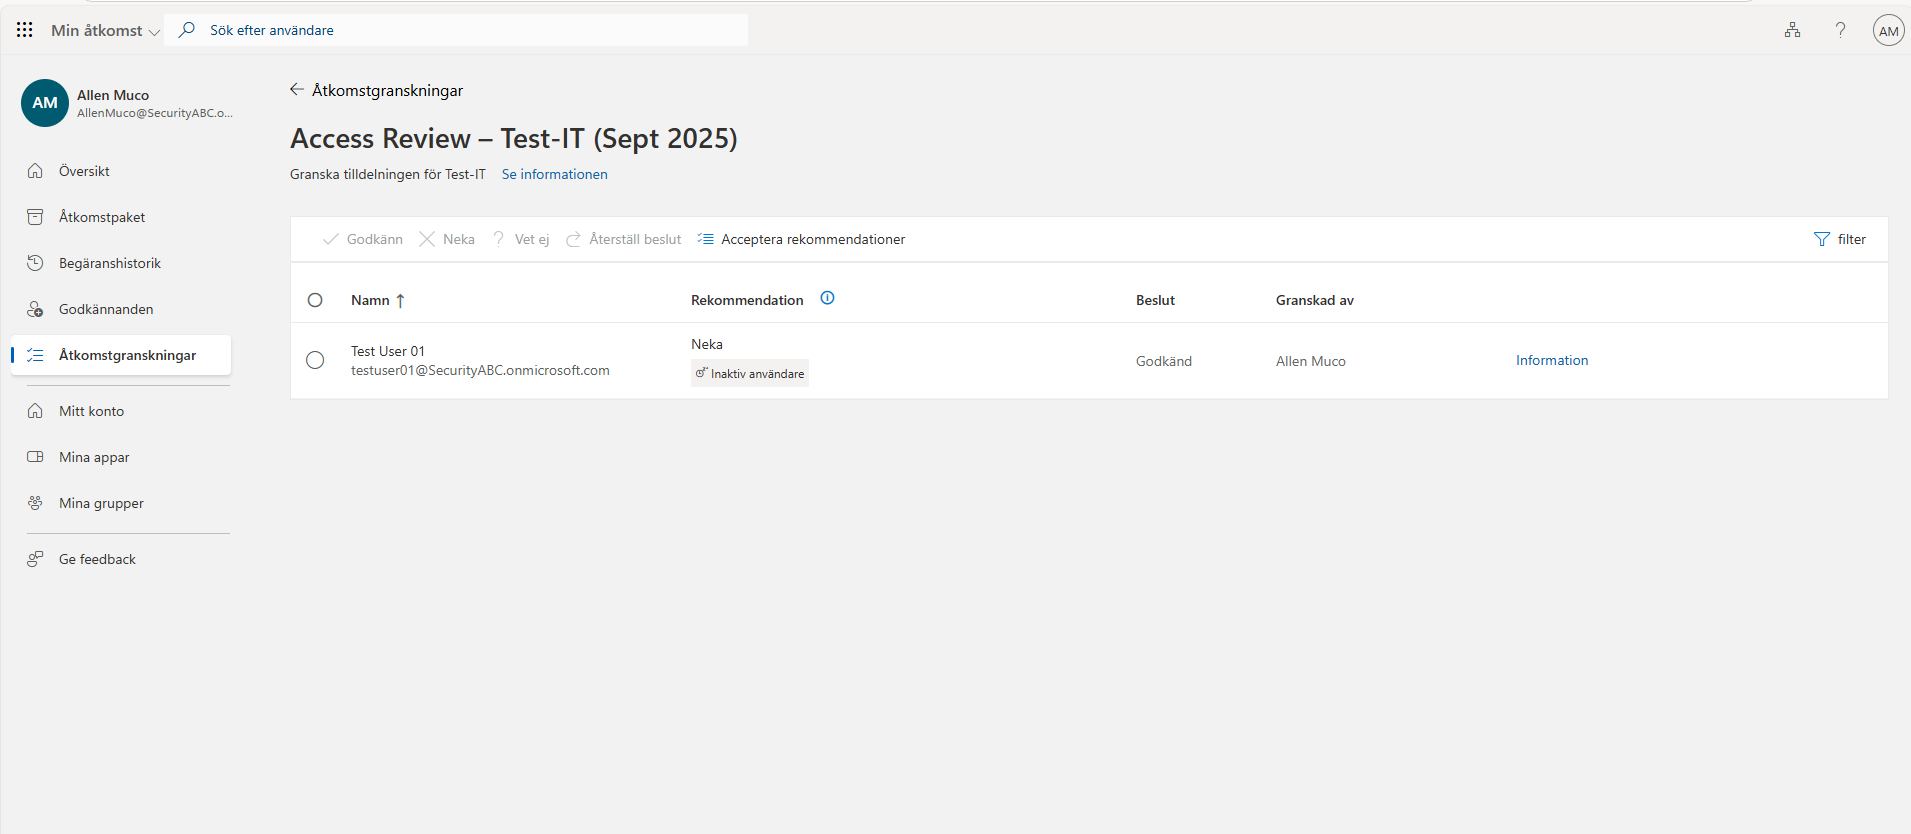 Min åtkomst
Sök efter användare
? AM
AM
Allen Muco
AllenMuco@SecurityABC.o...
Översikt
Åtkomstpaket
Begäranshistorik
Godkännanden
Åtkomstgranskningar
Mitt konto
Mina appar
Mina grupper
Ge feedback
← Åtkomstgranskningar
Access Review – Test-IT (Sept 2025)
Granska tilldelningen för Test-IT Se informationen
Godkänn Neka ? Vet ej Återställ beslut Acceptera rekommendationer filter
Namn ↑ Rekommendation Beslut Granskad av
Test User 01
testuser01@SecurityABC.onmicrosoft.com
Neka
Inaktiv användare
Godkänd
Allen Muco
Information